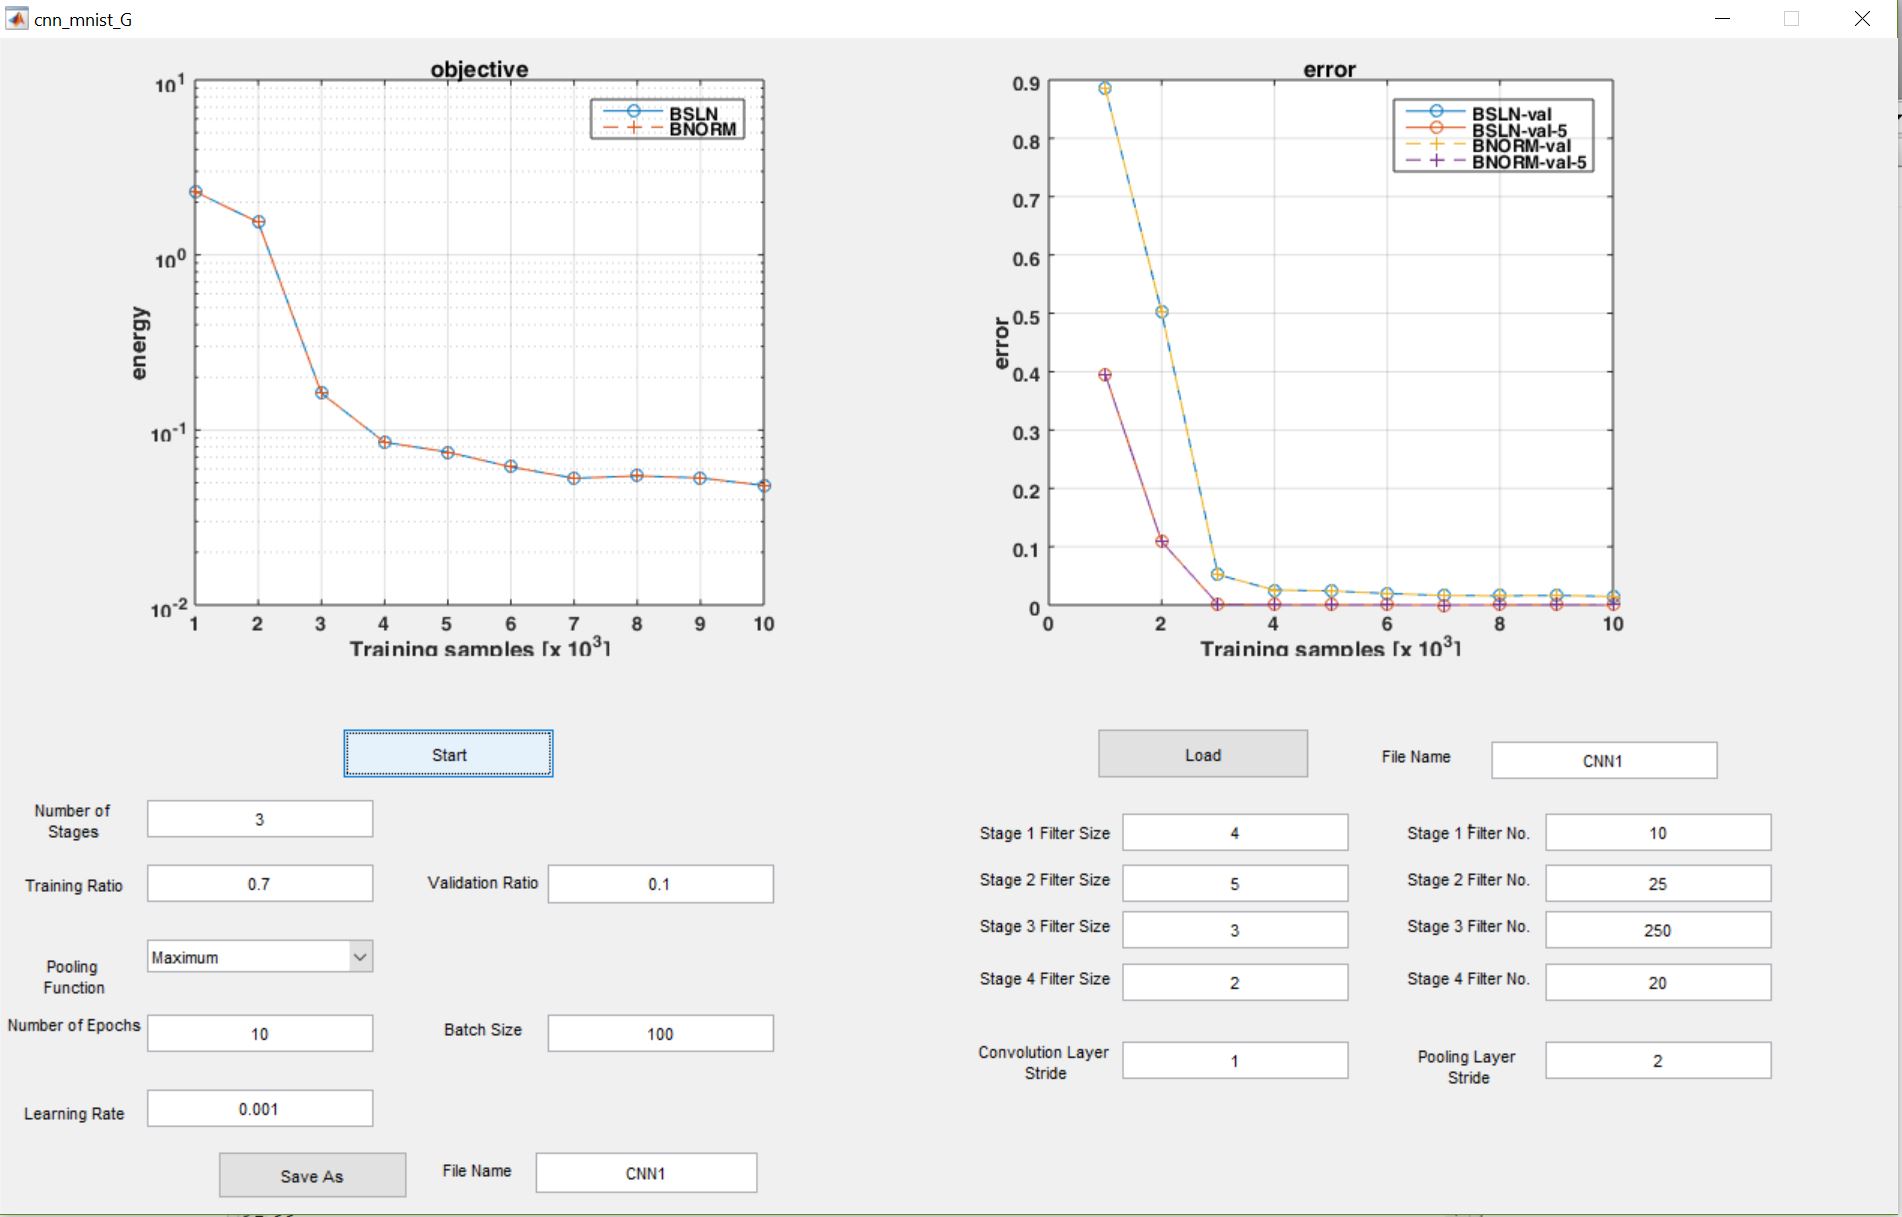 cnn_mnist_G
objective
10^1
10^0
10^-1
10^-2
energy
BSLN
BNORM
1 2 3 4 5 6 7 8 9 10
Training samples [x 10^3]
error
0.9
0.8
0.7
0.6
0.5
0.4
0.3
0.2
0.1
0
error
BSLN-val
BSLN-val-5
BNORM-val
BNORM-val-5
0 2 4 6 8 10
Training samples [x 10^3]
Start
Number of
Stages
3
Training Ratio 0.7
Validation Ratio 0.1
Pooling
Function
Maximum
Number of Epochs 10
Batch Size 100
Learning Rate 0.001
Save As File Name CNN1
Load File Name CNN1
Stage 1 Filter Size 4 Stage 1 Filter No. 10
Stage 2 Filter Size 5 Stage 2 Filter No. 25
Stage 3 Filter Size 3 Stage 3 Filter No. 250
Stage 4 Filter Size 2 Stage 4 Filter No. 20
Convolution Layer
Stride
1
Pooling Layer
Stride
2